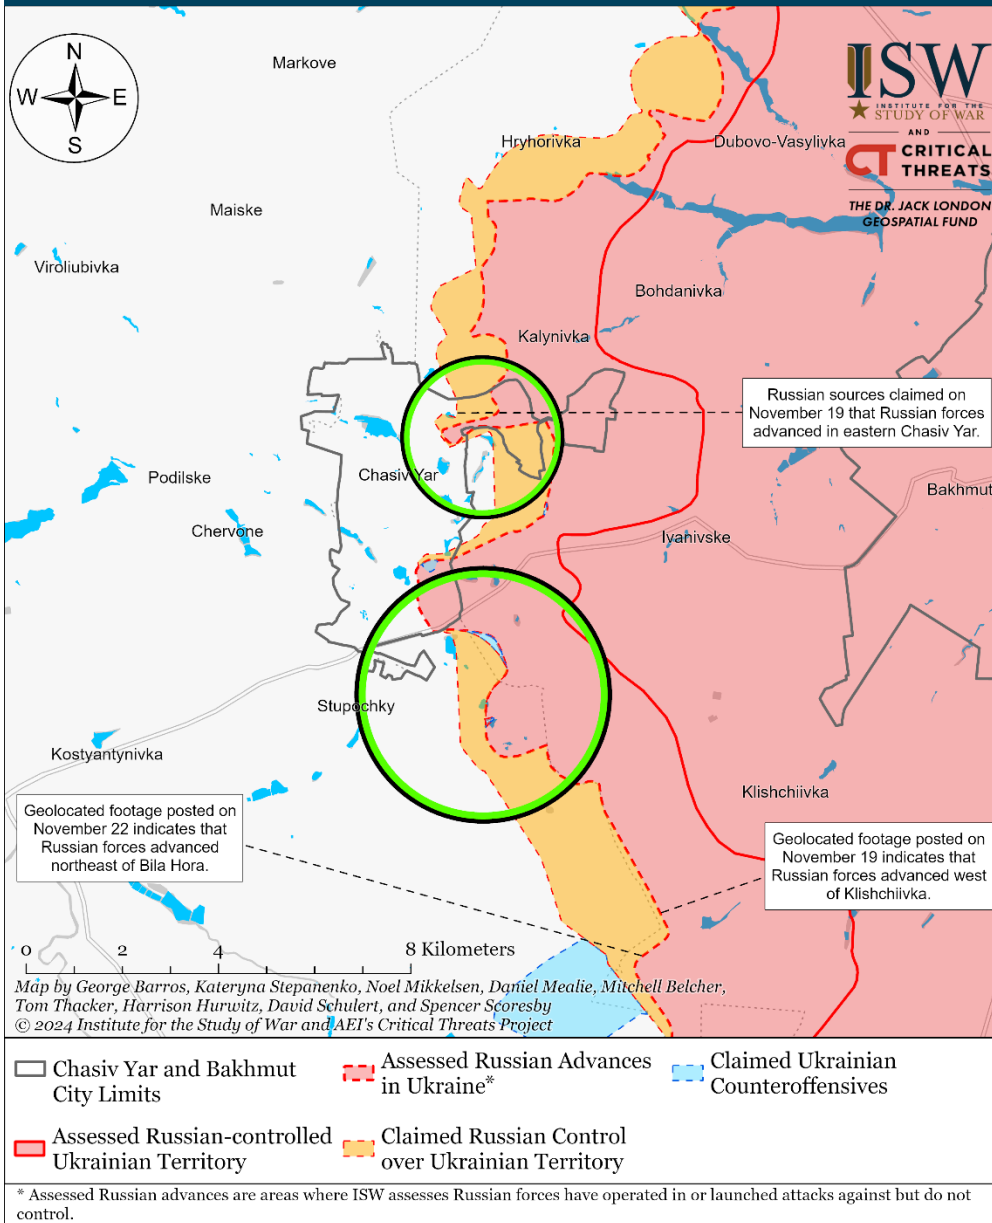 N
W
E
S
ISW
INSTITUTE FOR THE
STUDY OF WAR
AND
CT CRITICAL
THREATS
THE DR. JACK LONDON
GEOSPATIAL FUND
Markove
Hryhorivka
Dubovo-Vasylivka
Maiske
Viroliubivka
Bohdanivka
Kalynivka
Russian sources claimed on
November 19 that Russian forces
advanced in eastern Chasiv Yar.
Chasiv Yar
Podilske
Bakhmut
Chervone
Ivanivske
Stupochky
Kostyantynivka
Klishchiivka
Geolocated footage posted on
November 22 indicates that
Russian forces advanced
northeast of Bila Hora.
Geolocated footage posted on
November 19 indicates that
Russian forces advanced west
of Klishchiivka.
0 2 4 8 Kilometers
Map by George Barros, Kateryna Stepanenko, Noel Mikkelsen, Daniel Mealie, Mitchell Belcher,
Tom Thacker, Harrison Hurwitz, David Schulert, and Spencer Scoresby
© 2024 Institute for the Study of War and AEI's Critical Threats Project
Chasiv Yar and Bakhmut
City Limits
Assessed Russian Advances
in Ukraine*
Claimed Ukrainian
Counteroffensives
Assessed Russian-controlled
Ukrainian Territory
Claimed Russian Control
over Ukrainian Territory
* Assessed Russian advances are areas where ISW assesses Russian forces have operated in or launched attacks against but do not
control.